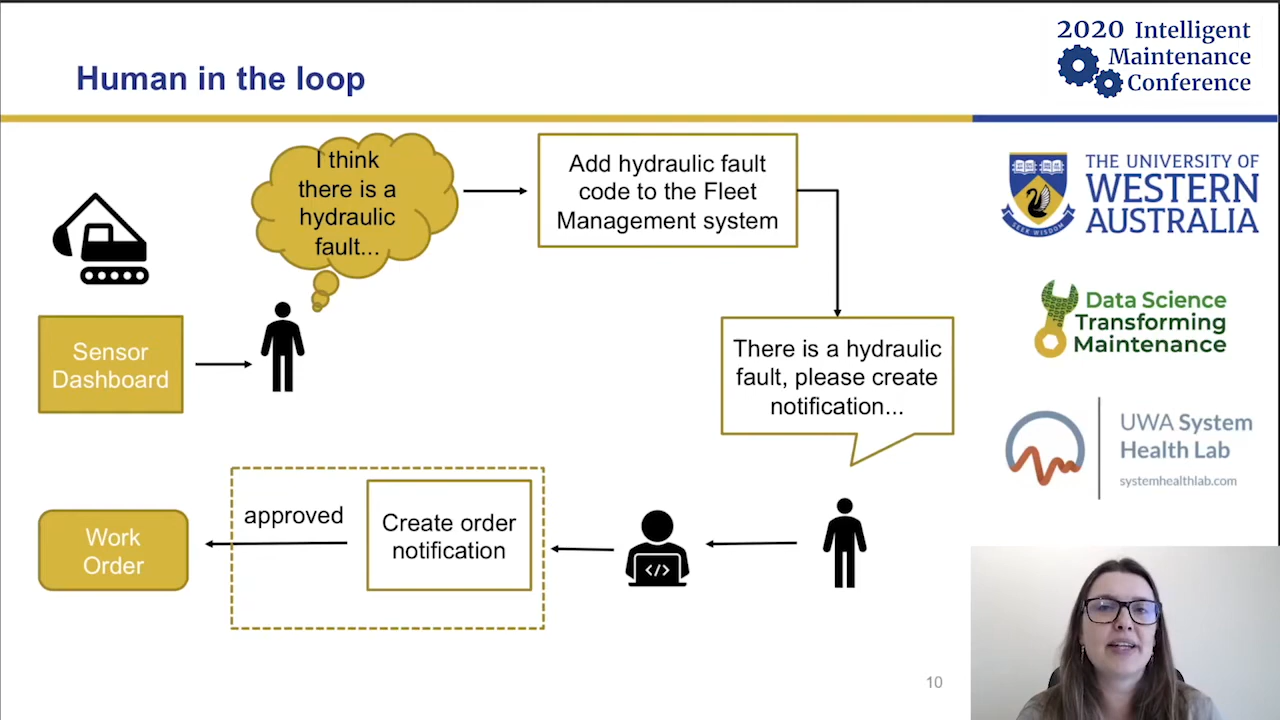 Human in the loop
2020 Intelligent
Maintenance
Conference
I think
there is a
hydraulic
fault...
Add hydraulic fault
code to the Fleet
Management system
THE UNIVERSITY OF
WESTERN
AUSTRALIA
SEEK WISDOM
Sensor
Dashboard
There is a hydraulic
fault, please create
notification...
Data Science
Transforming
Maintenance
UWA System
Health Lab
systemhealthlab.com
Work
Order
approved
Create order
notification
</>
10